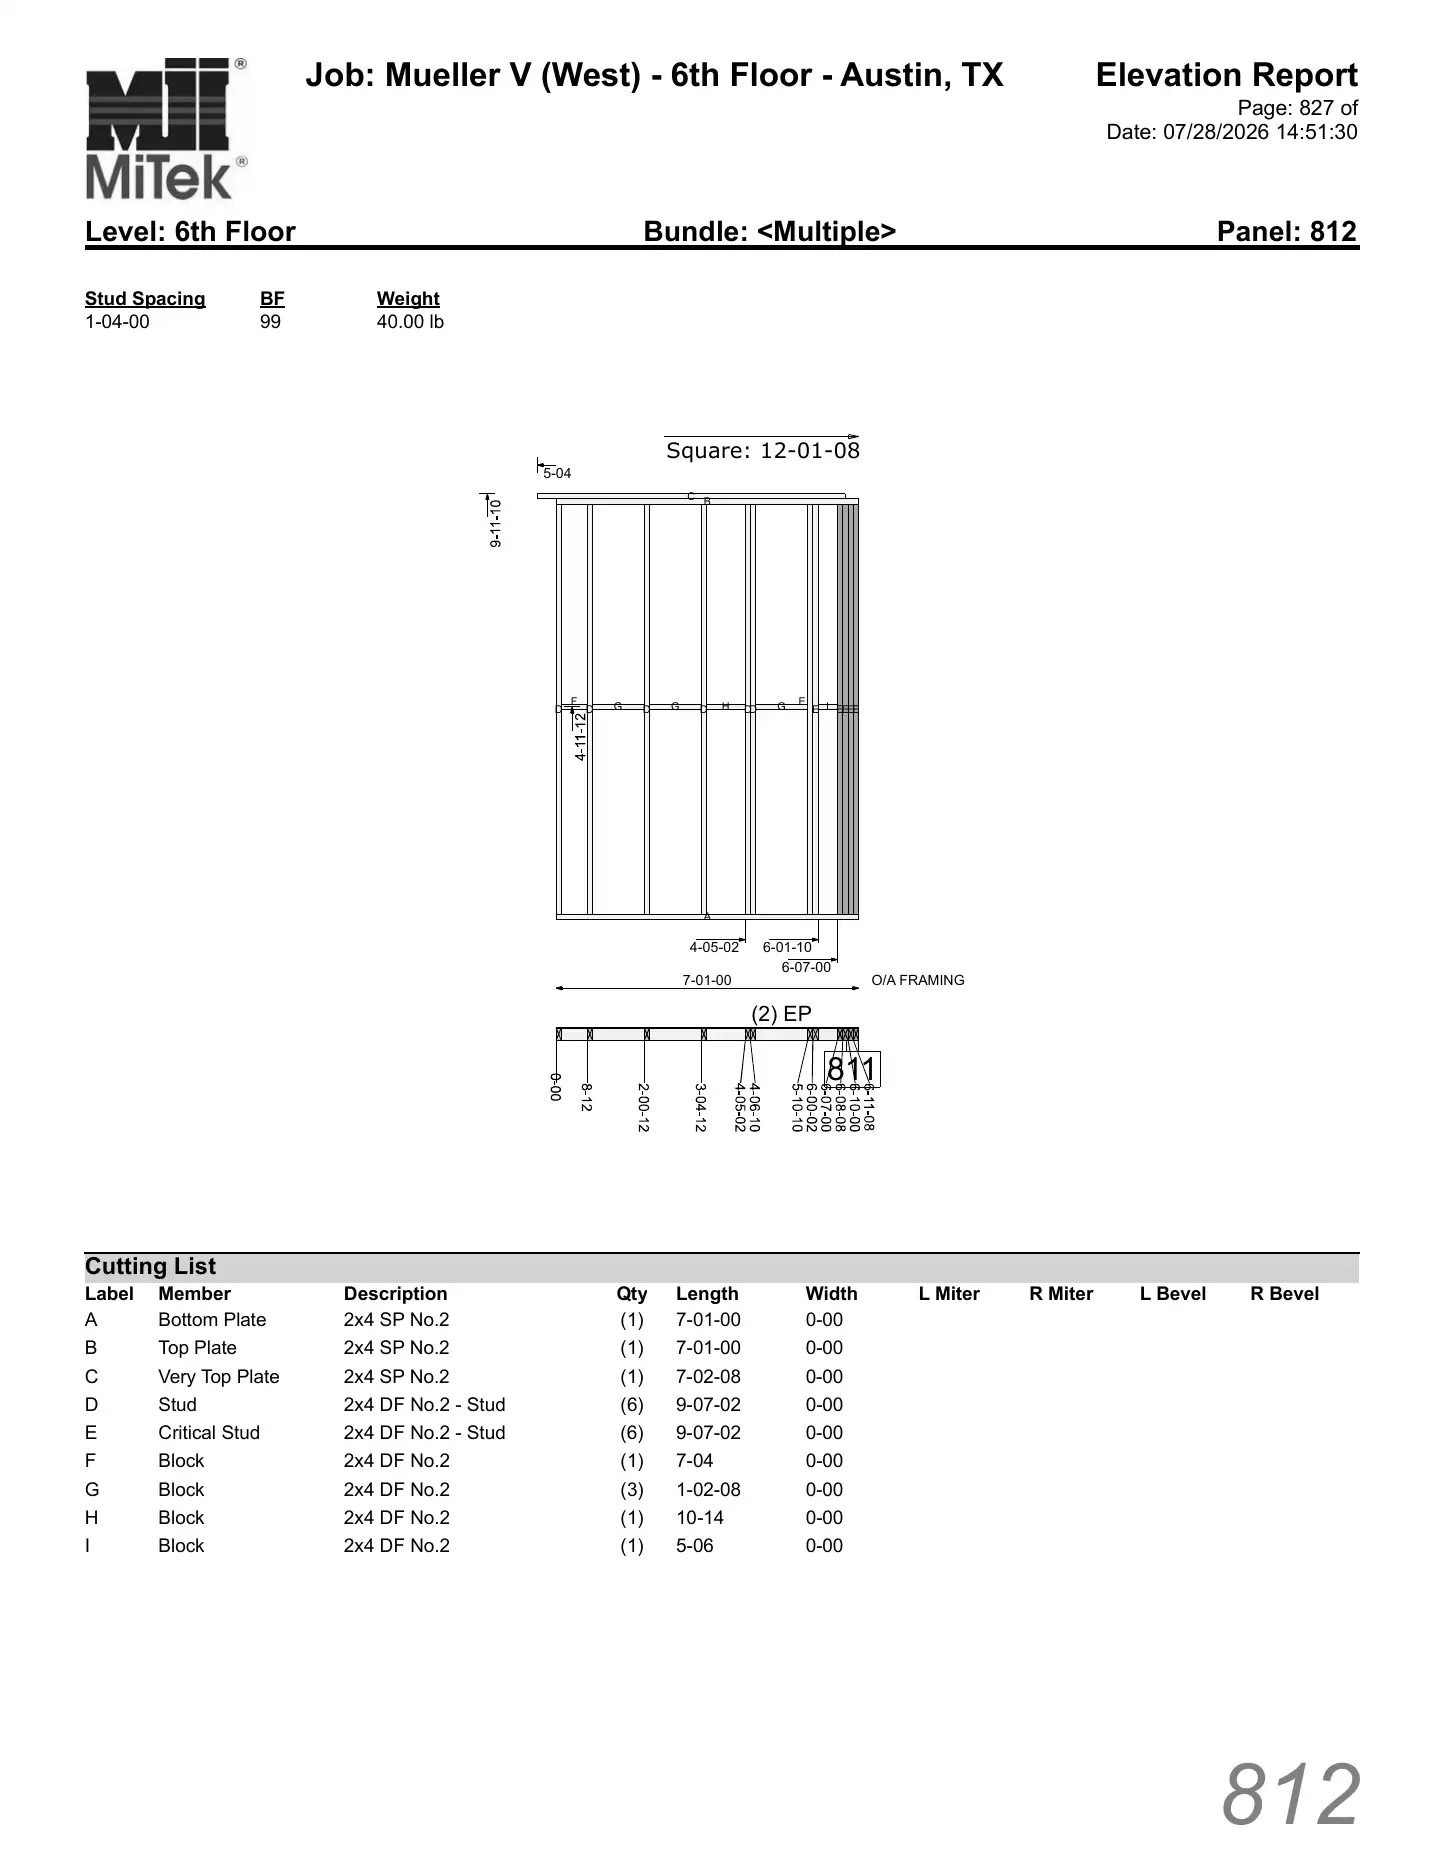 MiTek®
Job: Mueller V (West) - 6th Floor - Austin, TX
Elevation Report
Page: 827 of
Date: 07/28/2026 14:51:30
Level: 6th Floor Bundle: <Multiple> Panel: 812
Stud Spacing BF Weight
1-04-00 99 40.00 lb
Square: 12-01-08
5-04
9-11-10
C
B
F G G H G E I
D D D D D D E
4-11-12
A
4-05-02 6-01-10
6-07-00
7-01-00 O/A FRAMING
(2) EP
811
0-00 8-12 2-00-12 3-04-12 4-05-02 4-06-10 5-10-10 6-00-02 6-07-00 6-08-08 6-10-00 6-11-08
Cutting List
Label Member Description Qty Length Width L Miter R Miter L Bevel R Bevel
A Bottom Plate 2x4 SP No.2 (1) 7-01-00 0-00
B Top Plate 2x4 SP No.2 (1) 7-01-00 0-00
C Very Top Plate 2x4 SP No.2 (1) 7-02-08 0-00
D Stud 2x4 DF No.2 - Stud (6) 9-07-02 0-00
E Critical Stud 2x4 DF No.2 - Stud (6) 9-07-02 0-00
F Block 2x4 DF No.2 (1) 7-04 0-00
G Block 2x4 DF No.2 (3) 1-02-08 0-00
H Block 2x4 DF No.2 (1) 10-14 0-00
I Block 2x4 DF No.2 (1) 5-06 0-00
812